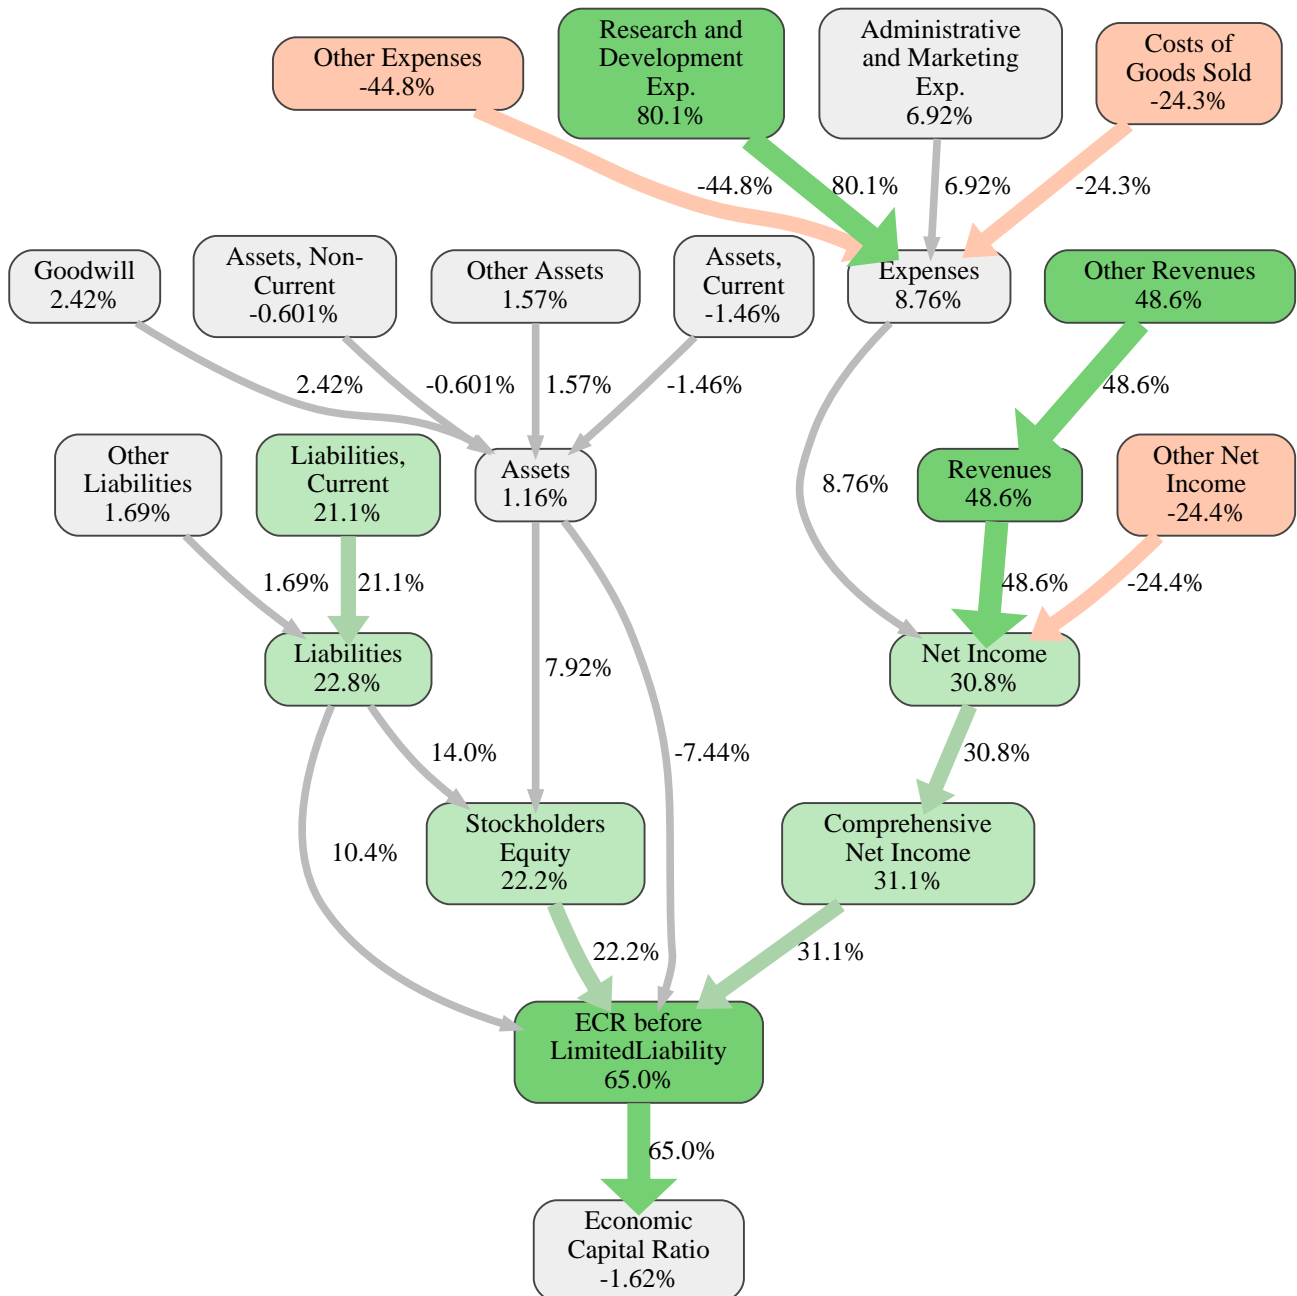 Other Expenses
-44.8%
Research and
Development
Exp.
80.1%
Administrative
and Marketing
Exp.
6.92%
Costs of
Goods Sold
-24.3%
-44.8%
80.1%
6.92%
-24.3%
Goodwill
2.42%
Assets, Non-
Current
-0.601%
Other Assets
1.57%
Assets,
Current
-1.46%
Expenses
8.76%
Other Revenues
48.6%
2.42%
-0.601%
1.57%
-1.46%
48.6%
Other
Liabilities
1.69%
Liabilities,
Current
21.1%
Assets
1.16%
8.76%
Revenues
48.6%
Other Net
Income
-24.4%
1.69%
21.1%
48.6%
-24.4%
Liabilities
22.8%
7.92%
Net Income
30.8%
14.0%
-7.44%
30.8%
10.4%
Stockholders
Equity
22.2%
Comprehensive
Net Income
31.1%
22.2%
31.1%
ECR before
LimitedLiability
65.0%
65.0%
Economic
Capital Ratio
-1.62%